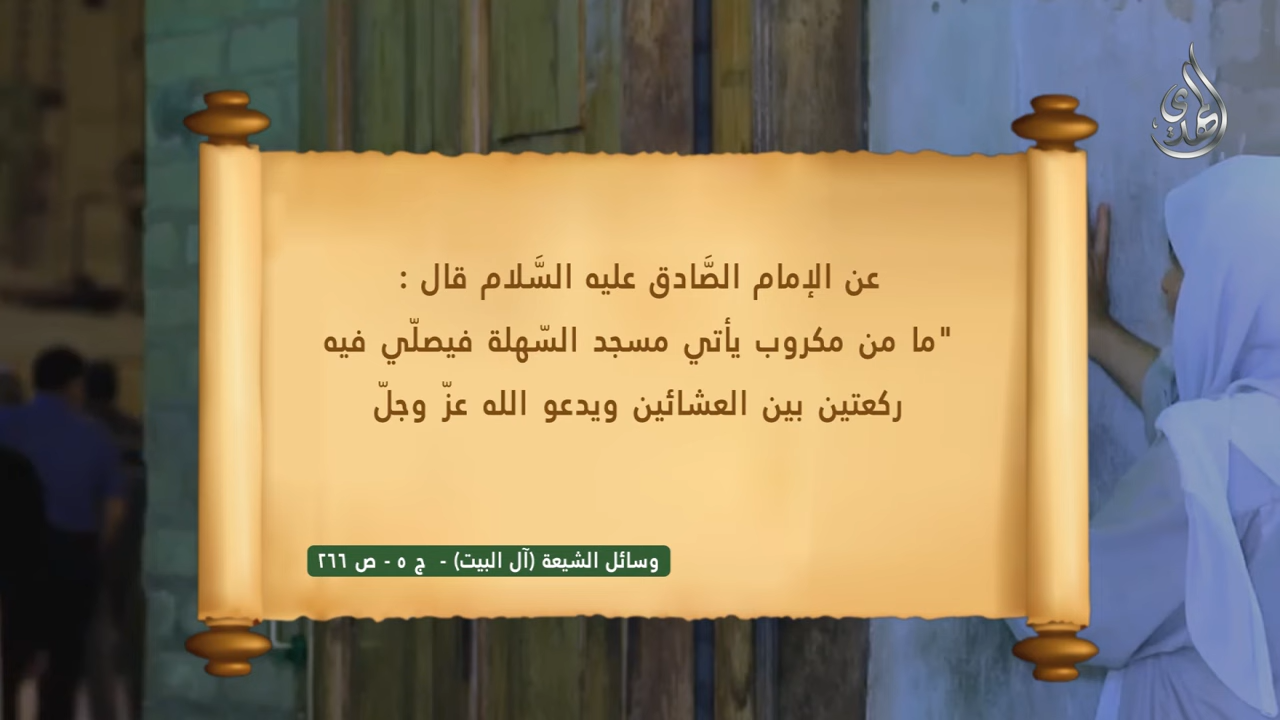 الهدى
عن الإمام الصَّادق عليه السَّلام قال :
"ما من مكروب يأتي مسجد السّهلة فيصلّي فيه
ركعتين بين العشائين ويدعو الله عزّ وجلّ
وسائل الشيعة (آل البيت) - ج ٥ - ص ٢٦٦